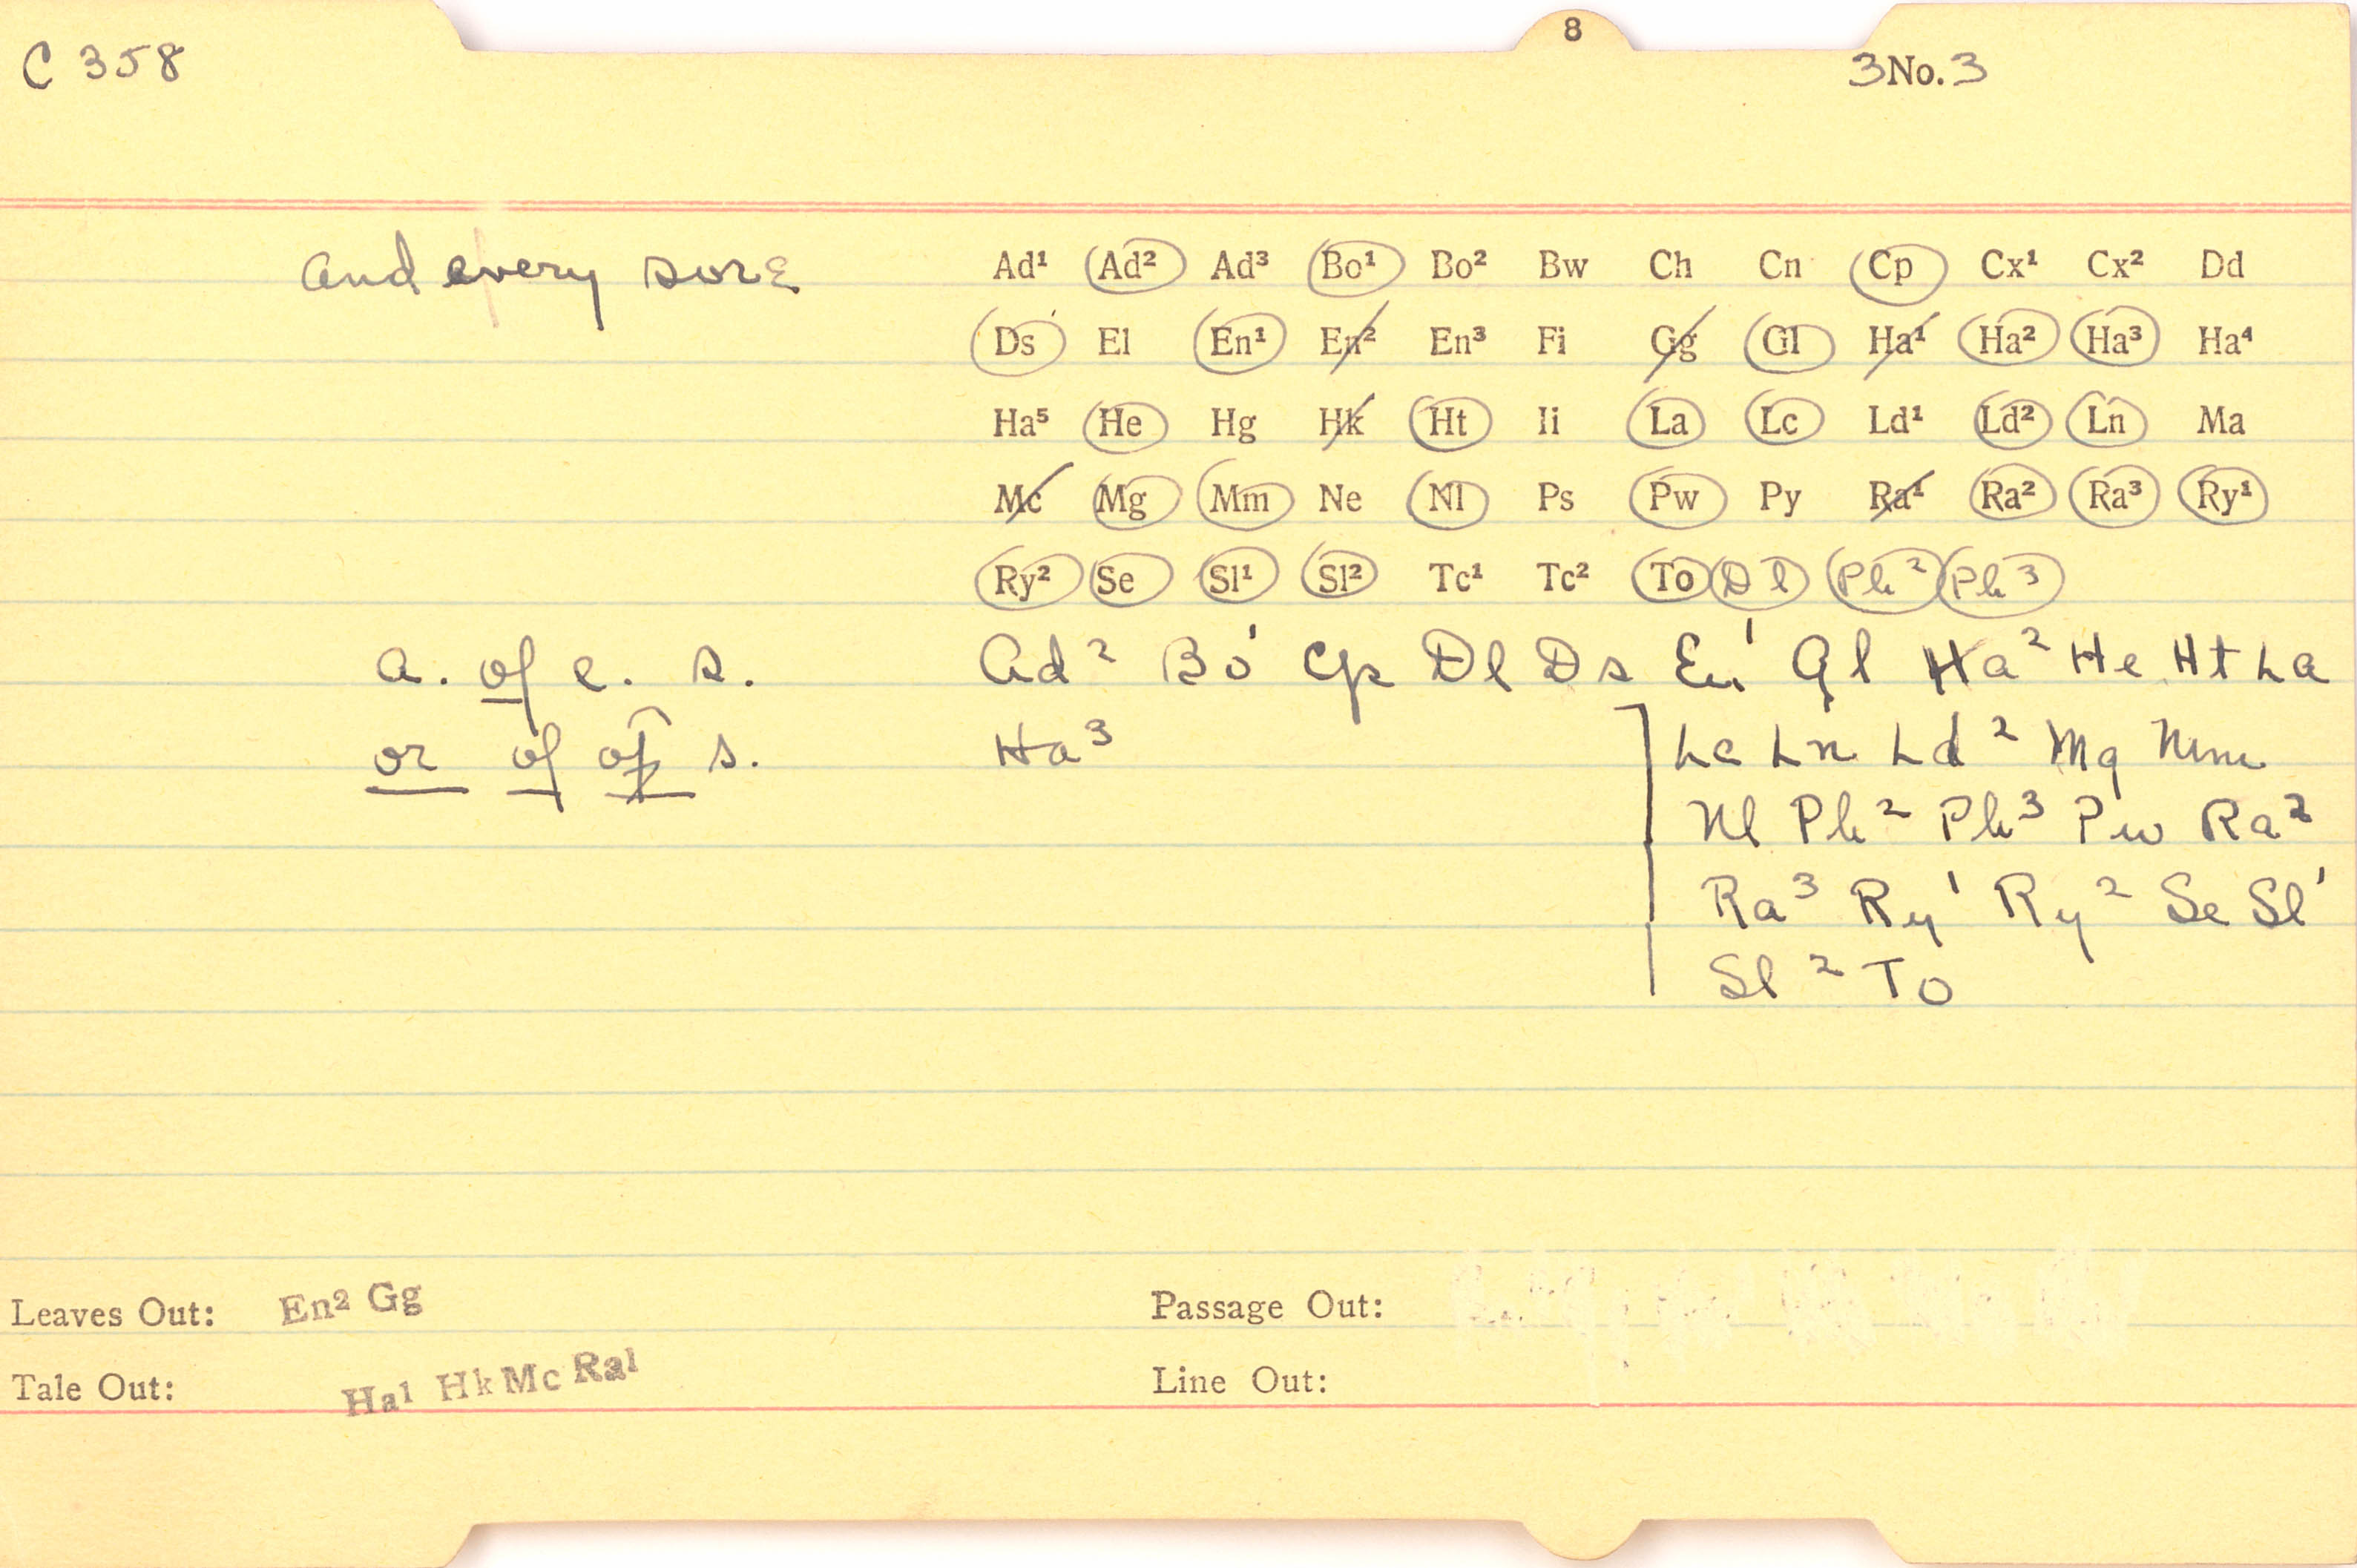 8
C 358
3No.3
and every sore Ad¹ Ad² Ad³ Bo¹ Bo² Bw Ch Cn Cp Cx¹ Cx² Dd
Ds El En¹ En² En³ Fi Gg Gl Ha¹ Ha² Ha³ Ha⁴
Ha⁵ He Hg Hk Ht Ii La Lc Ld¹ Ld² Ln Ma
Mc Mg Mm Ne Nl Ps Pw Py Ra¹ Ra² Ra³ Ry¹
Ry² Se Sl¹ Sl² Tc¹ Tc² To Dl Ph² Ph³
a. of e. s. Ad² Bo¹ Cp Dl Ds En¹ Gl Ha² He Ht La
or of s. Ha³ Lc Ln Ld² Mg Mm
Nl Ph² Ph³ Pw Ra²
Ra³ Ry¹ Ry² Se Sl¹
Sl² To
Leaves Out: En² Gg Passage Out:
Tale Out: Ha¹ Hk Mc Ra¹ Line Out: